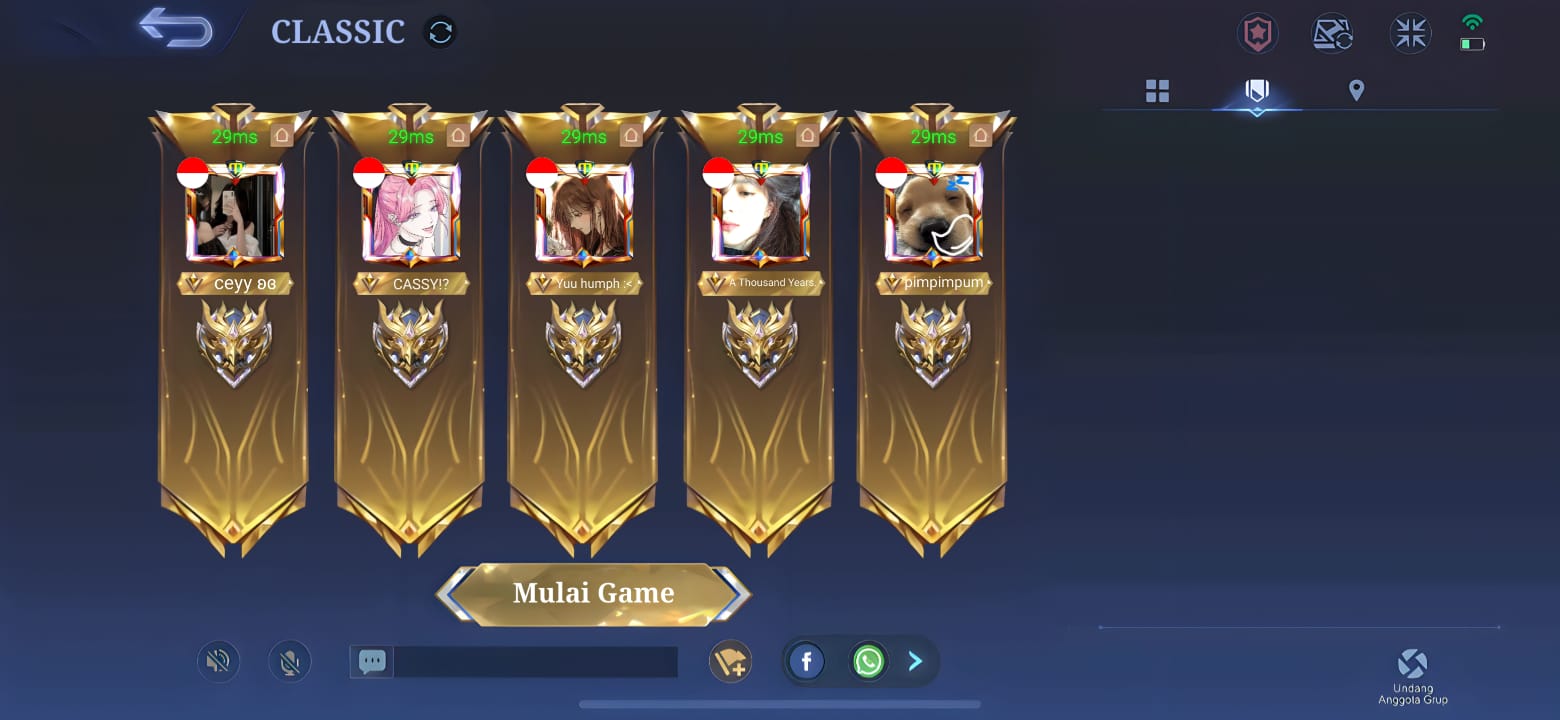 CLASSIC
29ms
29ms
29ms
29ms
29ms
ceyy ʚɞ
CASSY!?
Yuu humph :<
A Thousand Years.
pimpimpum
Mulai Game
Undang
Anggota Grup